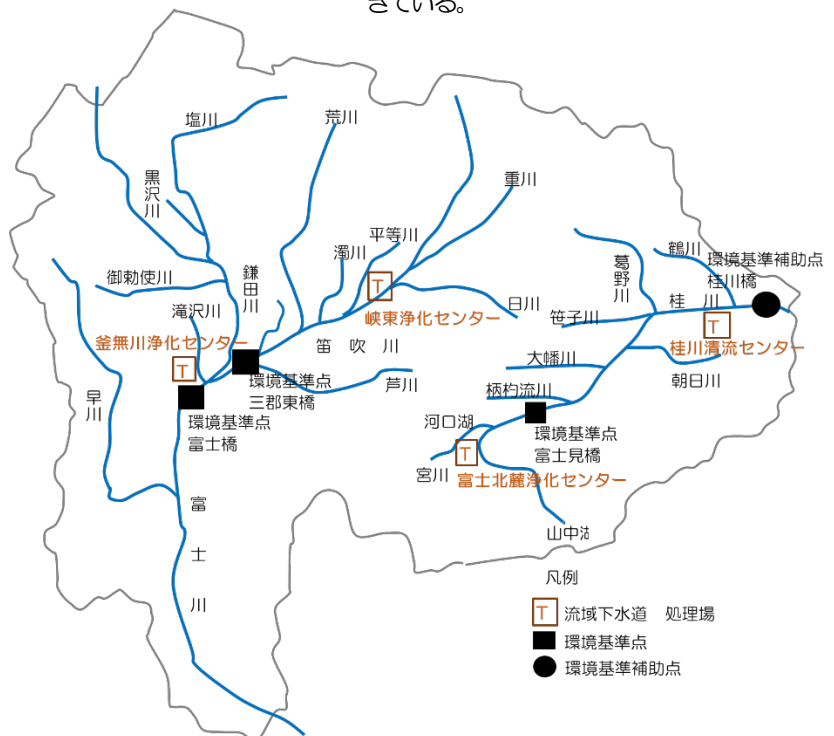 きている。
塩川
荒川
黒沢川
重川
平等川
濁川
鎌田川
御勅使川
滝沢川
釜無川浄化センター
峡東浄化センター
日川
笛吹川
環境基準点
三郡東橋
芦川
環境基準点
富士橋
早川
富士川
葛野川
鶴川
環境基準補助点
桂川橋
桂川
笹子川
桂川清流センター
大幡川
朝日川
柄杓流川
河口湖
環境基準点
富士見橋
宮川
富士北麓浄化センター
山中湖
凡例
T 流域下水道 処理場
環境基準点
環境基準補助点
T
T
T
T